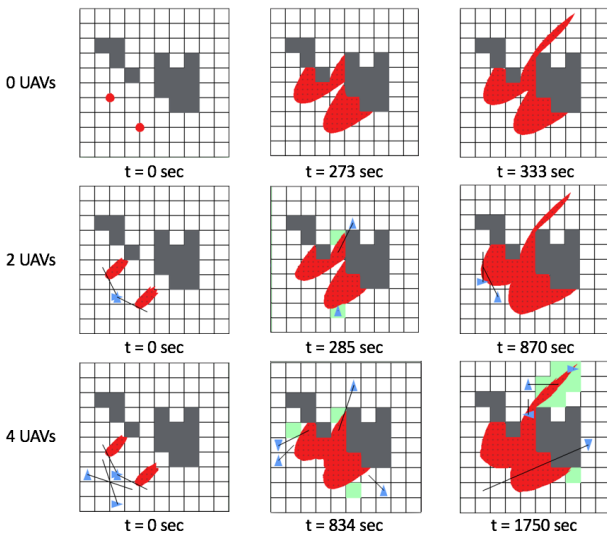 0 UAVs
t = 0 sec
t = 273 sec
t = 333 sec
2 UAVs
t = 0 sec
t = 285 sec
t = 870 sec
4 UAVs
t = 0 sec
t = 834 sec
t = 1750 sec